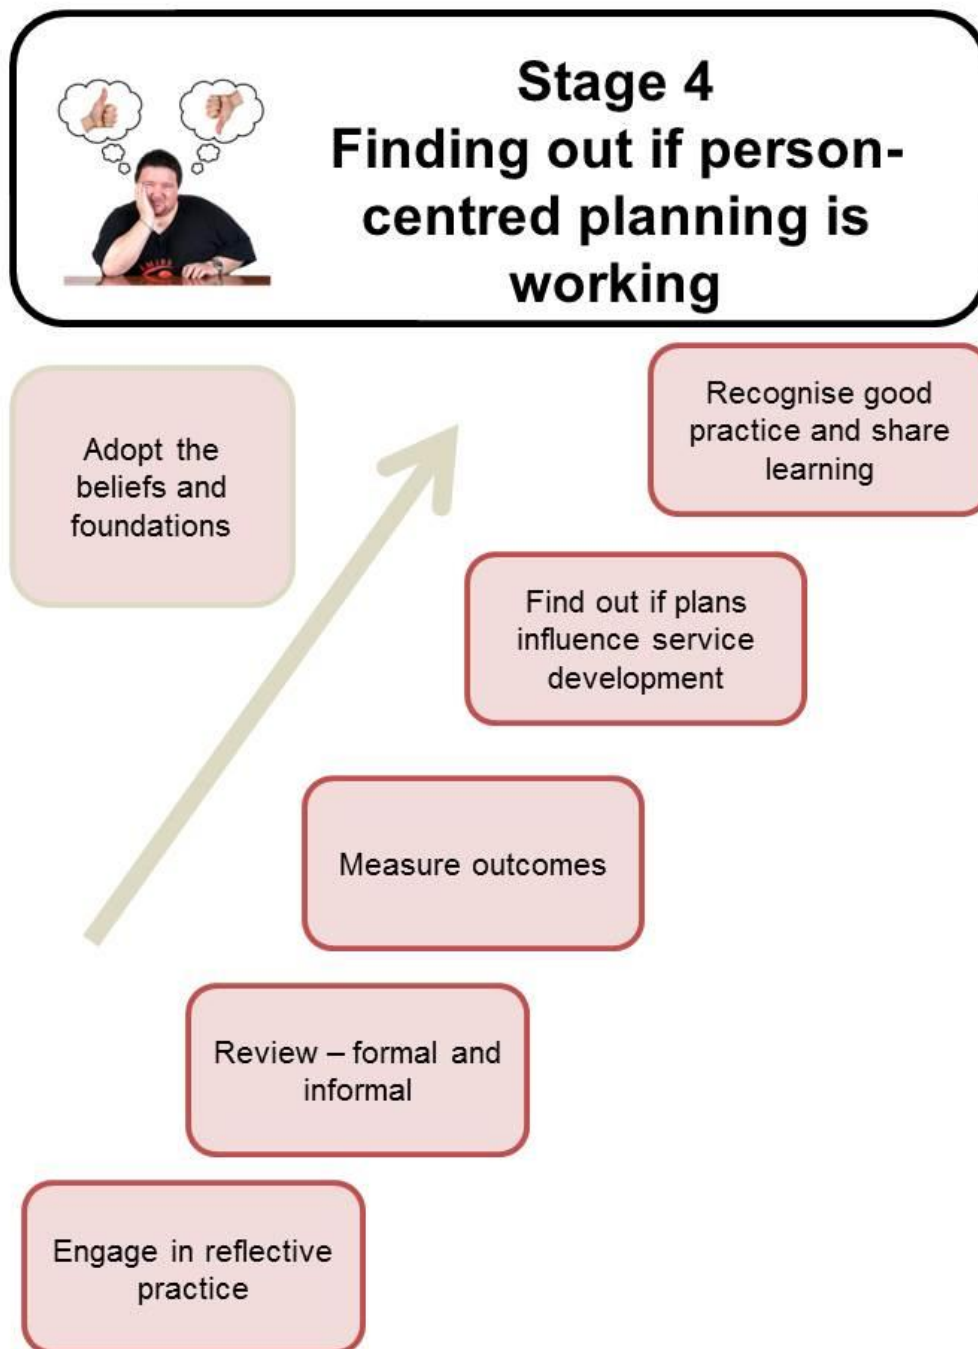 Stage 4
Finding out if person-
centred planning is
working
Adopt the
beliefs and
foundations
Recognise good
practice and share
learning
Find out if plans
influence service
development
Measure outcomes
Review – formal and
informal
Engage in reflective
practice